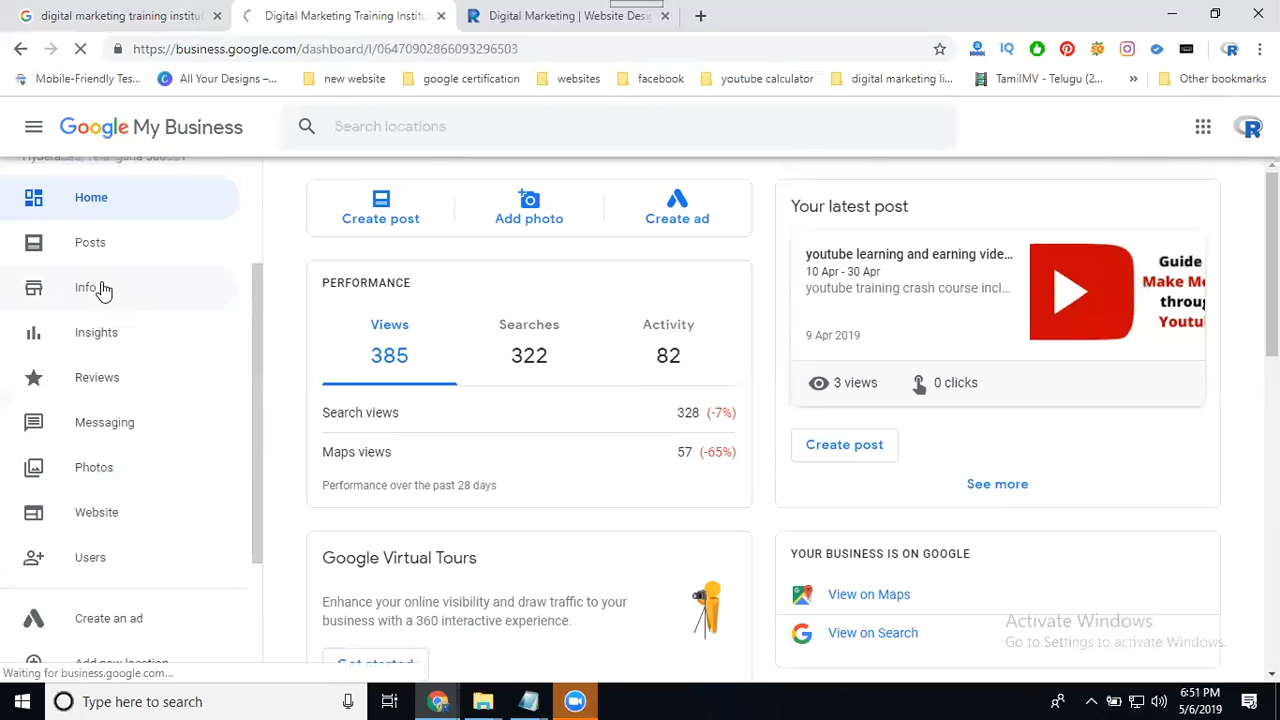 digital marketing training institu
Digital Marketing Training Institu
Digital Marketing | Website Desig
https://business.google.com/dashboard/l/06470902866093296503
Mobile-Friendly Tes...
All Your Designs –...
new website
google certification
websites
facebook
youtube calculator
digital marketing li...
TamilMV - Telugu (2...
Other bookmarks
Google My Business
Search locations
Home
Posts
Info
Insights
Reviews
Messaging
Photos
Website
Users
Create an ad
Add new location
Create post
Add photo
Create ad
PERFORMANCE
Views
Searches
Activity
385
322
82
Search views 328 (-7%)
Maps views 57 (-65%)
Performance over the past 28 days
Google Virtual Tours
Enhance your online visibility and draw traffic to your
business with a 360 interactive experience.
Get started
Your latest post
youtube learning and earning vide...
10 Apr - 30 Apr
youtube training crash course incl...
9 Apr 2019
Guide
Make Mo
throu
Youtu
3 views
0 clicks
Create post
See more
YOUR BUSINESS IS ON GOOGLE
View on Maps
View on Search
Activate Windows
Go to Settings to activate Windows.
Waiting for business.google.com...
Type here to search
6:51 PM
5/6/2019